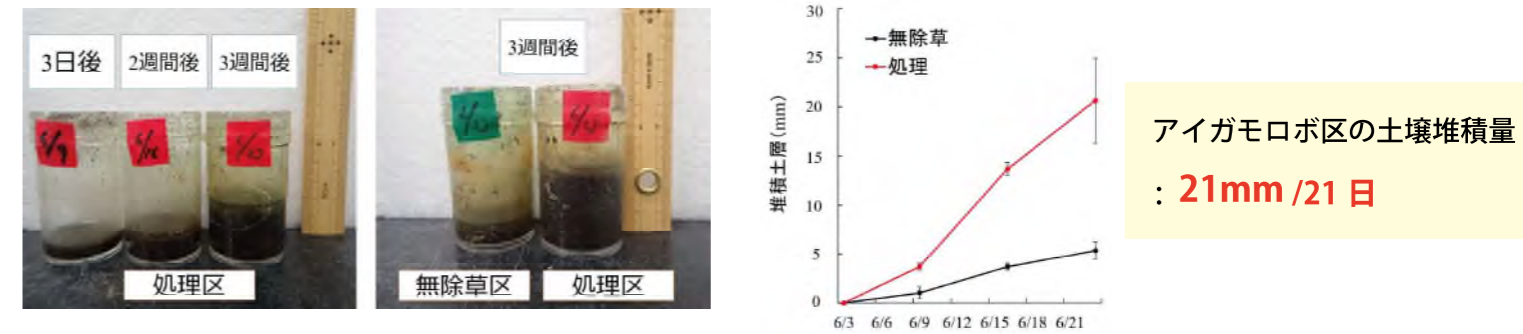 3日後
2週間後
3週間後
処理区
3週間後
無除草区
処理区
堆積土層(mm)
30
25
20
15
10
5
0
無除草
処理
6/3 6/6 6/9 6/12 6/15 6/18 6/21
アイガモロボ区の土壌堆積量
: 21mm /21 日